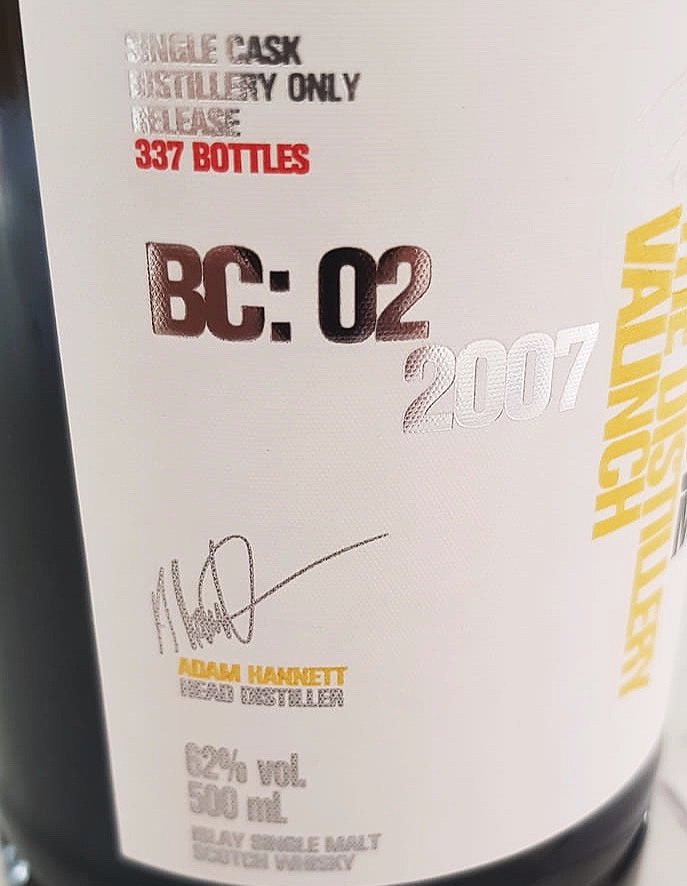 SINGLE CASK
DISTILLERY ONLY
RELEASE
337 BOTTLES
BC: 02
2007
ADAM HANNETT
HEAD DISTILLER
62% vol.
500 mL
ISLAY SINGLE MALT
SCOTCH WHISKY
THE DISTILLERY
VAUNCH